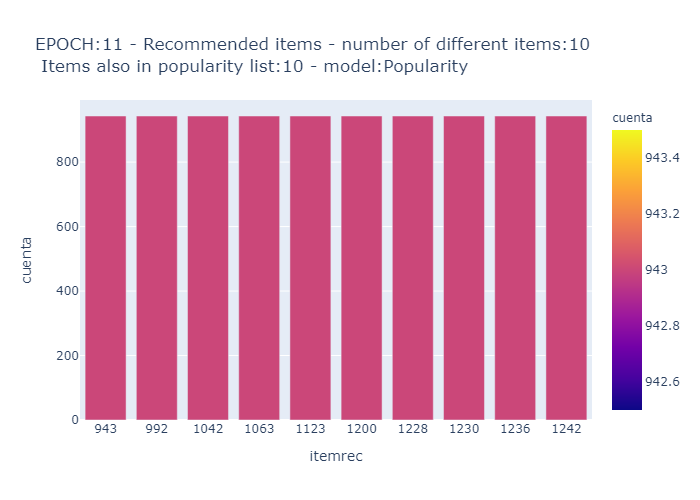 EPOCH:11 - Recommended items - number of different items:10
Items also in popularity list:10 - model:Popularity
cuenta
943.4
943.2
943
942.8
942.6
cuenta
800
600
400
200
0
943 992 1042 1063 1123 1200 1228 1230 1236 1242
itemrec